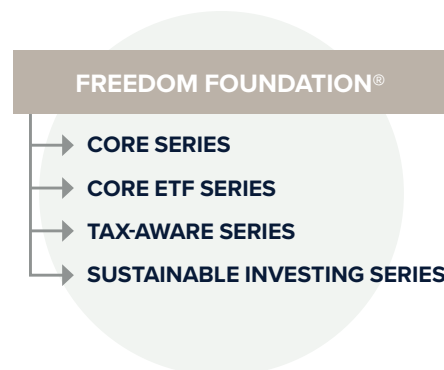 FREEDOM FOUNDATION®
CORE SERIES
CORE ETF SERIES
TAX-AWARE SERIES
SUSTAINABLE INVESTING SERIES